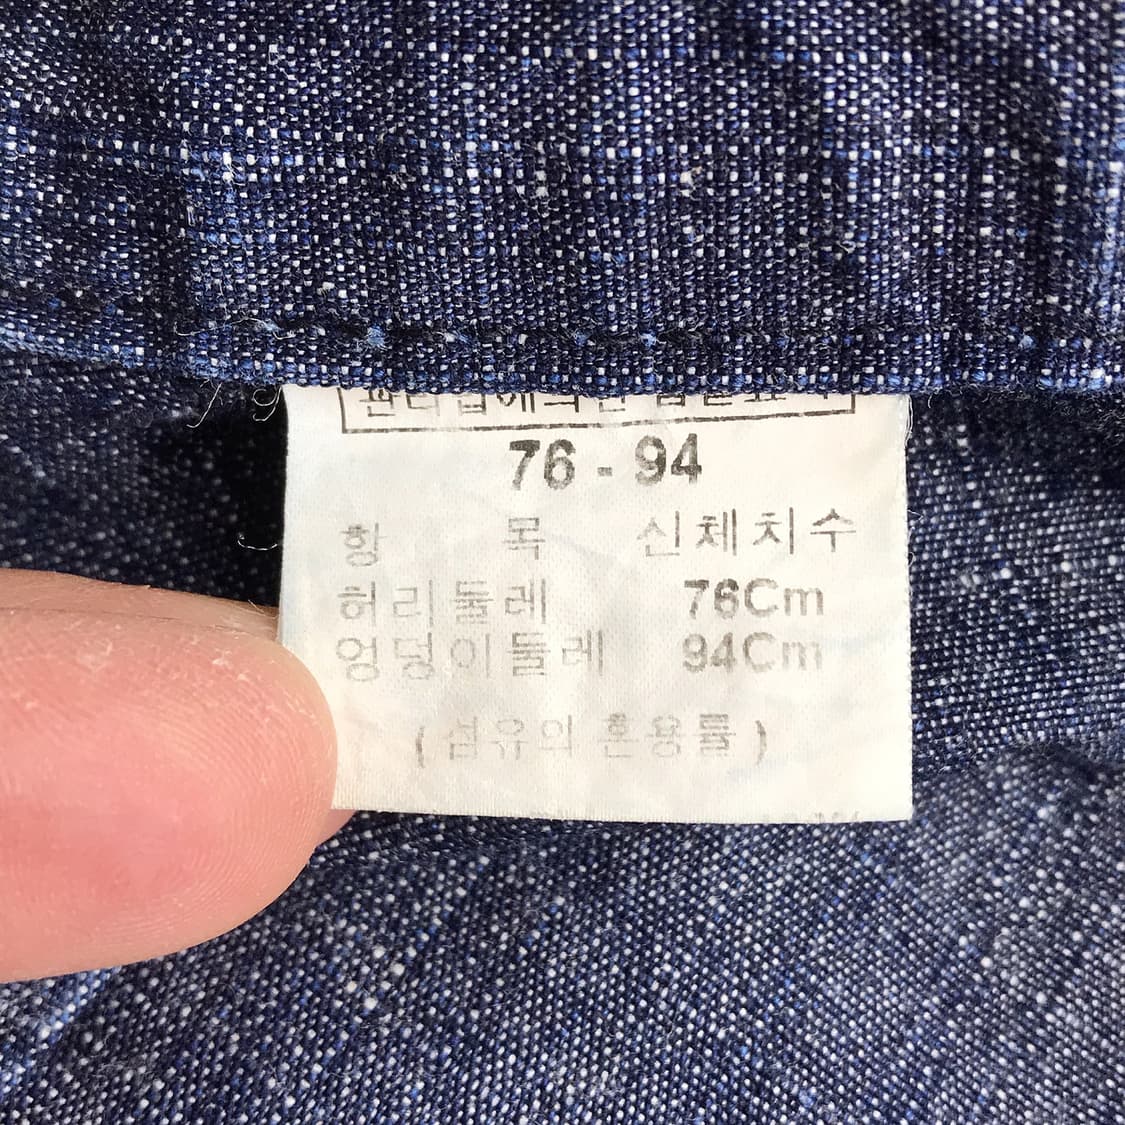 76 - 94
항 목 신체치수
허리둘레 76Cm
엉덩이둘레 94Cm
(섬유의 혼용률)